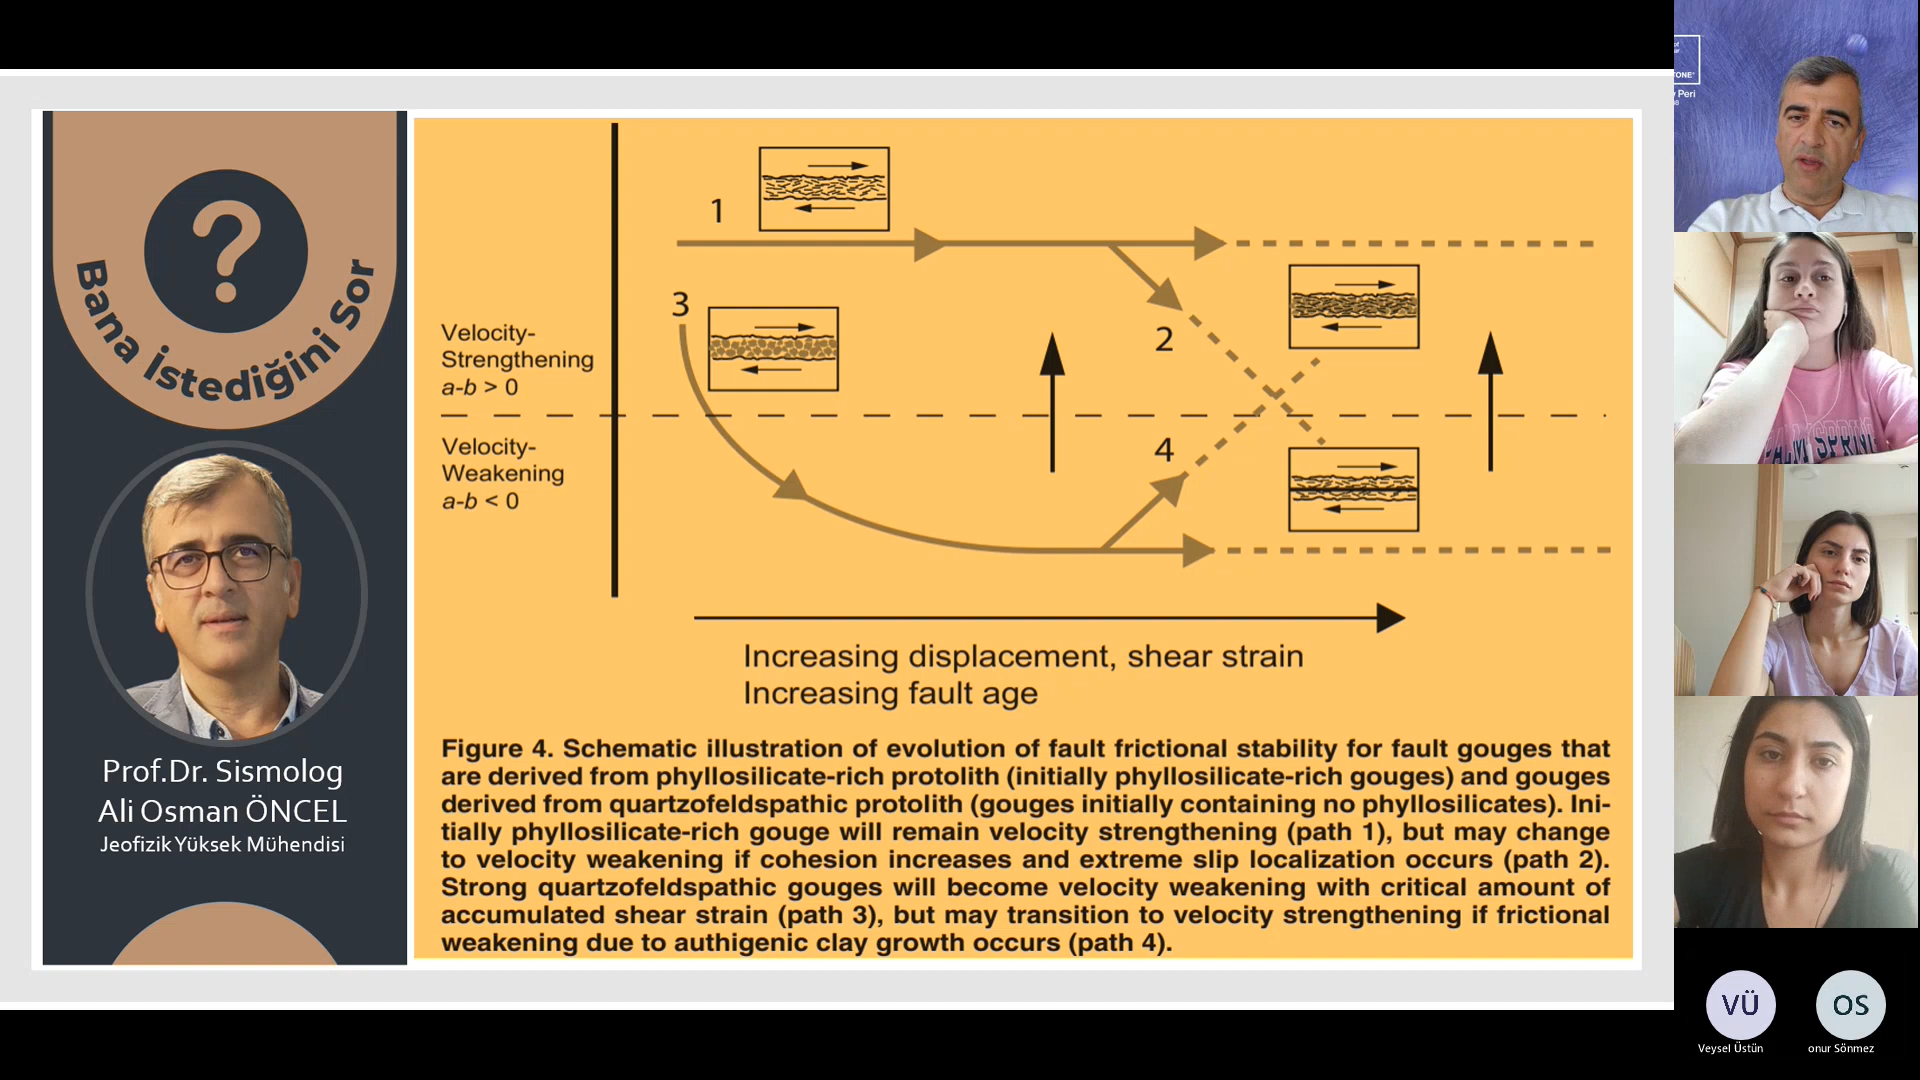 Bana İstediğini Sor
Prof.Dr. Sismolog
Ali Osman ÖNCEL
Jeofizik Yüksek Mühendisi
1
3
2
4
Velocity-
Strengthening
a-b > 0
Velocity-
Weakening
a-b < 0
Increasing displacement, shear strain
Increasing fault age
Figure 4. Schematic illustration of evolution of fault frictional stability for fault gouges that
are derived from phyllosilicate-rich protolith (initially phyllosilicate-rich gouges) and gouges
derived from quartzofeldspathic protolith (gouges initially containing no phyllosilicates). Ini-
tially phyllosilicate-rich gouge will remain velocity strengthening (path 1), but may change
to velocity weakening if cohesion increases and extreme slip localization occurs (path 2).
Strong quartzofeldspathic gouges will become velocity weakening with critical amount of
accumulated shear strain (path 3), but may transition to velocity strengthening if frictional
weakening due to authigenic clay growth occurs (path 4).
TONE
Peri
VÜ
OS
Veysel Üstün
onur Sönmez